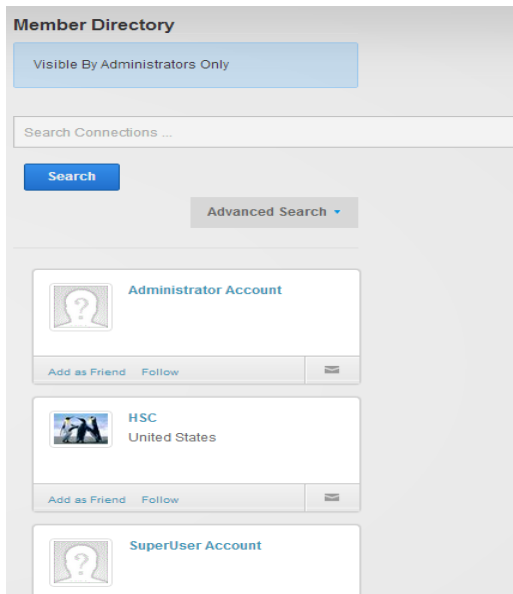 Member Directory
Visible By Administrators Only
Search Connections ...
Search
Advanced Search
Administrator Account
Add as Friend Follow
HSC
United States
Add as Friend Follow
SuperUser Account